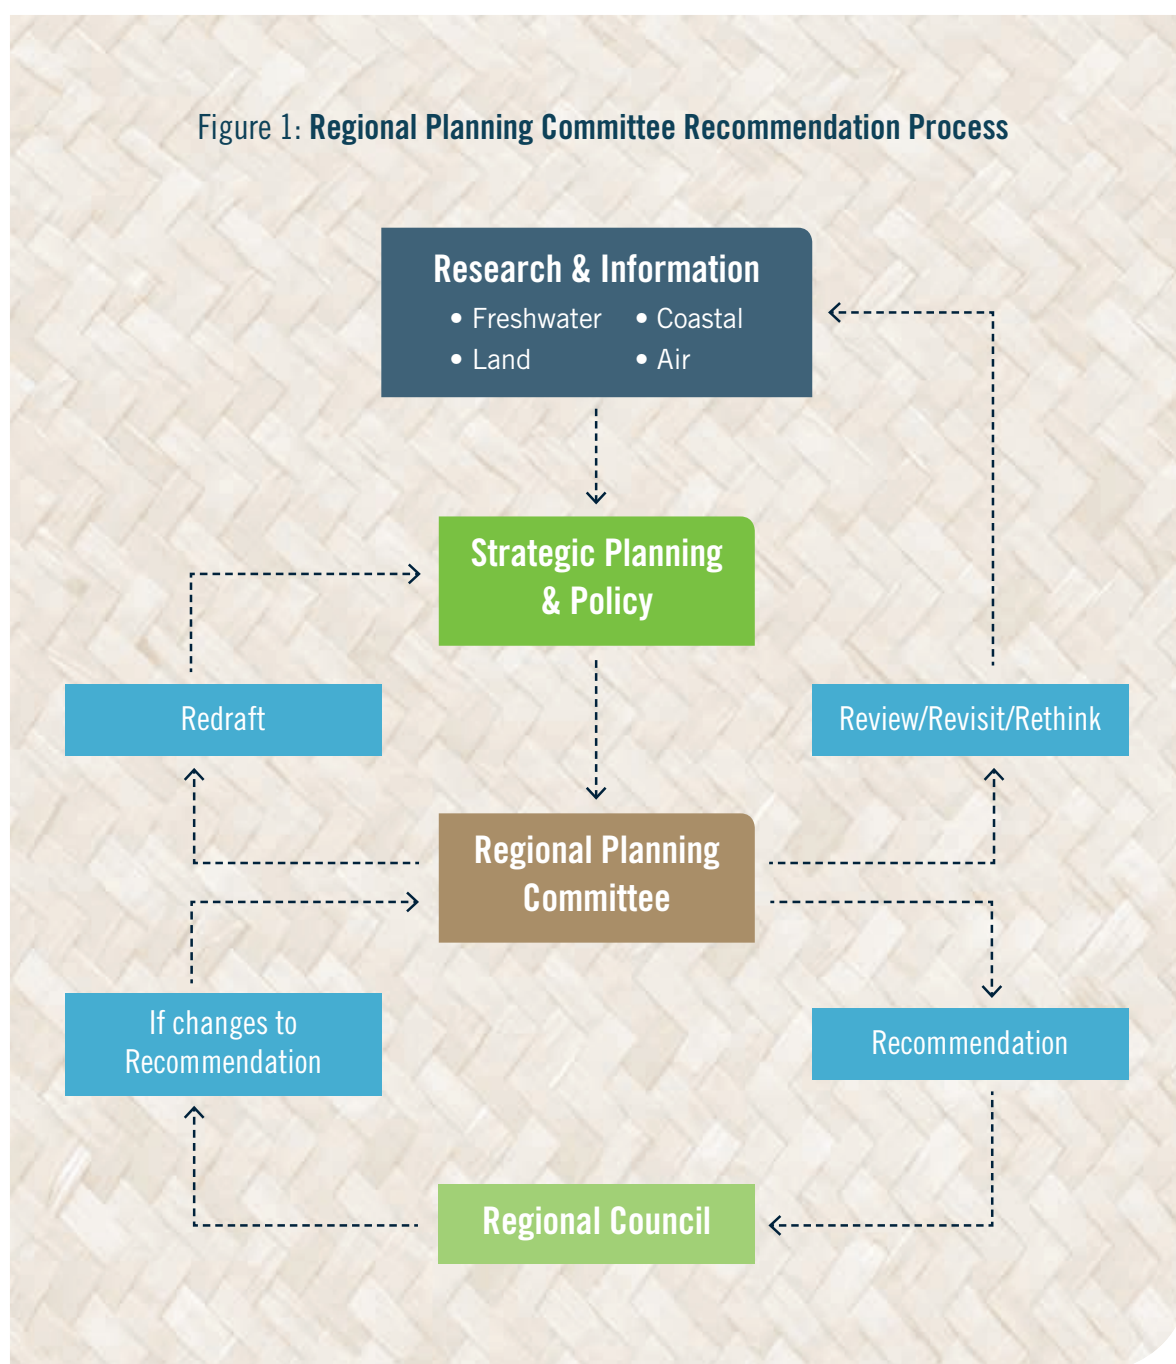 Figure 1: Regional Planning Committee Recommendation Process
Research & Information
• Freshwater
• Coastal
• Land
• Air
Strategic Planning
& Policy
Redraft
Review/Revisit/Rethink
Regional Planning
Committee
If changes to
Recommendation
Recommendation
Regional Council